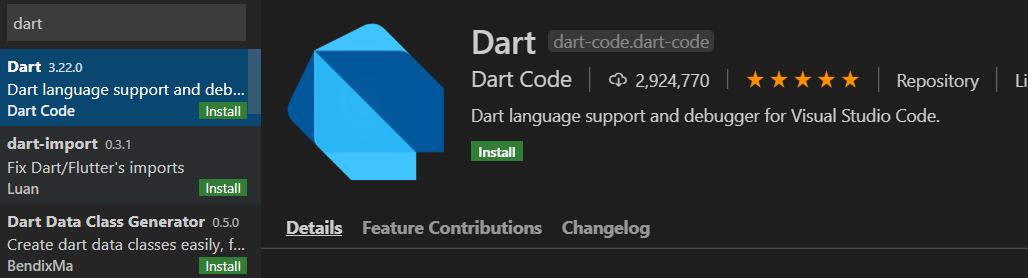 dart
Dart 3.22.0
Dart language support and deb...
Dart Code Install
dart-import 0.3.1
Fix Dart/Flutter's imports
Luan Install
Dart Data Class Generator 0.5.0
Create dart data classes easily, f...
BendixMa Install
Dart dart-code.dart-code
Dart Code 2,924,770 Repository Li
Dart language support and debugger for Visual Studio Code.
Install
Details Feature Contributions Changelog